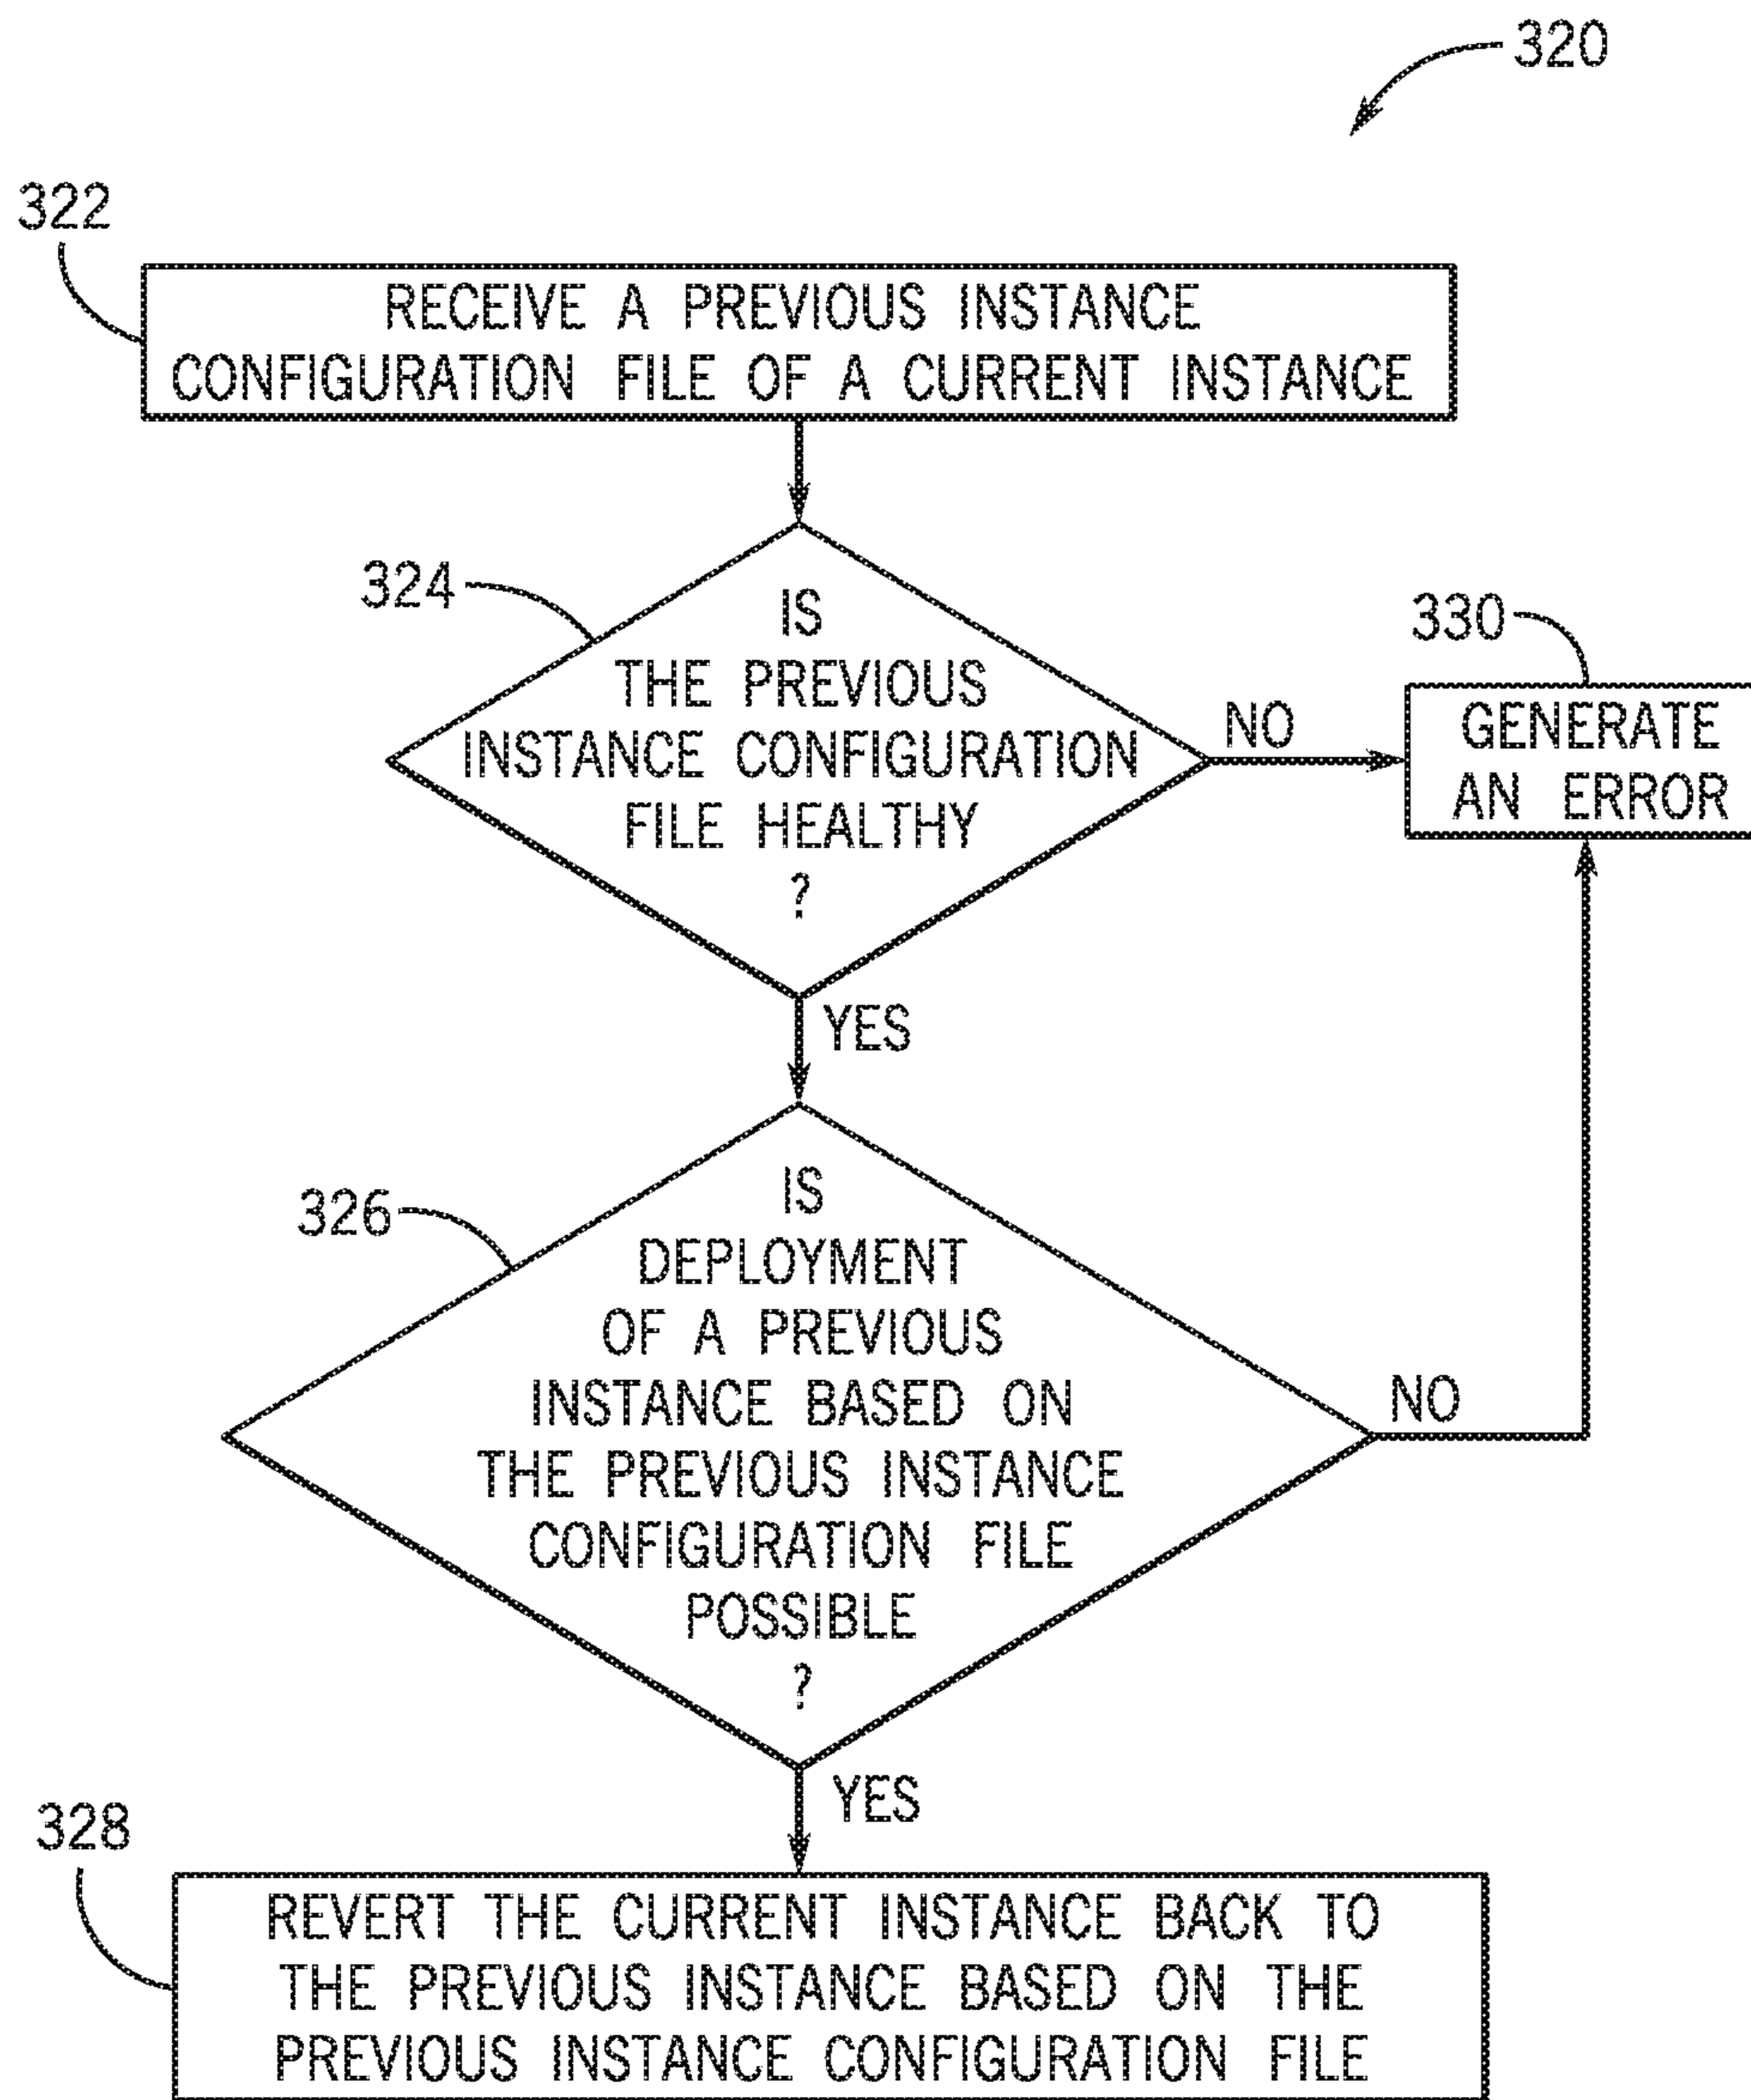 320
322
RECEIVE A PREVIOUS INSTANCE
CONFIGURATION FILE OF A CURRENT INSTANCE
324
IS
THE PREVIOUS
INSTANCE CONFIGURATION
FILE HEALTHY
?
NO
330
GENERATE
AN ERROR
YES
326
IS
DEPLOYMENT
OF A PREVIOUS
INSTANCE BASED ON
THE PREVIOUS INSTANCE
CONFIGURATION FILE
POSSIBLE
?
NO
YES
328
REVERT THE CURRENT INSTANCE BACK TO
THE PREVIOUS INSTANCE BASED ON THE
PREVIOUS INSTANCE CONFIGURATION FILE